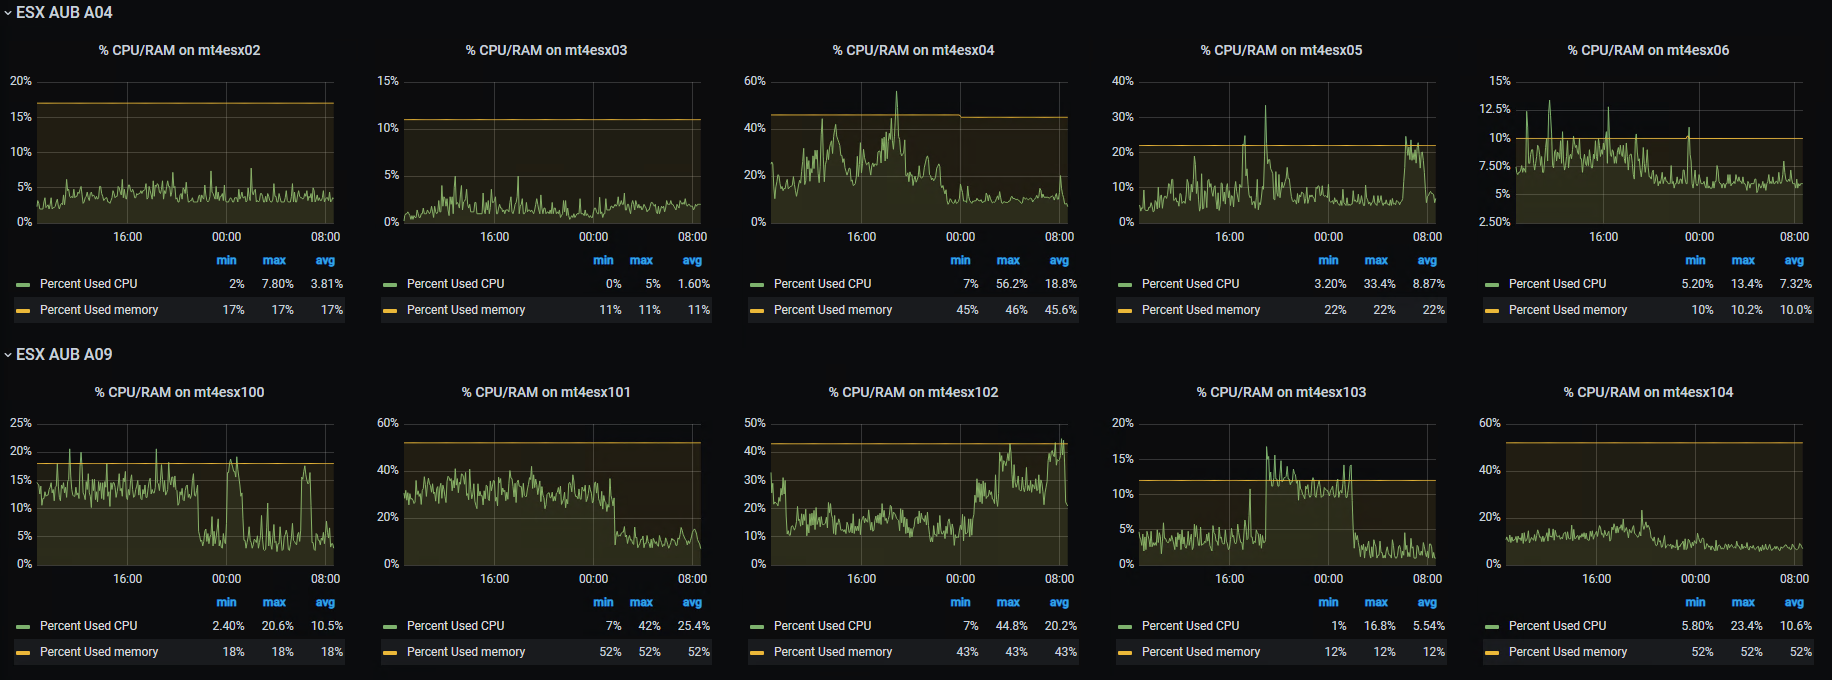 ESX AUB A04
% CPU/RAM on mt4esx02
20%
15%
10%
5%
0%
16:00 00:00 08:00
min max avg
Percent Used CPU 2% 7.80% 3.81%
Percent Used memory 17% 17% 17%
% CPU/RAM on mt4esx03
15%
10%
5%
0%
16:00 00:00 08:00
min max avg
Percent Used CPU 0% 5% 1.60%
Percent Used memory 11% 11% 11%
% CPU/RAM on mt4esx04
60%
40%
20%
0%
16:00 00:00 08:00
min max avg
Percent Used CPU 7% 56.2% 18.8%
Percent Used memory 45% 46% 45.6%
% CPU/RAM on mt4esx05
40%
30%
20%
10%
0%
16:00 00:00 08:00
min max avg
Percent Used CPU 3.20% 33.4% 8.87%
Percent Used memory 22% 22% 22%
% CPU/RAM on mt4esx06
15%
12.5%
10%
7.50%
5%
2.50%
16:00 00:00 08:00
min max avg
Percent Used CPU 5.20% 13.4% 7.32%
Percent Used memory 10% 10.2% 10.0%
ESX AUB A09
% CPU/RAM on mt4esx100
25%
20%
15%
10%
5%
0%
16:00 00:00 08:00
min max avg
Percent Used CPU 2.40% 20.6% 10.5%
Percent Used memory 18% 18% 18%
% CPU/RAM on mt4esx101
60%
40%
20%
0%
16:00 00:00 08:00
min max avg
Percent Used CPU 7% 42% 25.4%
Percent Used memory 52% 52% 52%
% CPU/RAM on mt4esx102
50%
40%
30%
20%
10%
0%
16:00 00:00 08:00
min max avg
Percent Used CPU 7% 44.8% 20.2%
Percent Used memory 43% 43% 43%
% CPU/RAM on mt4esx103
20%
15%
10%
5%
0%
16:00 00:00 08:00
min max avg
Percent Used CPU 1% 16.8% 5.54%
Percent Used memory 12% 12% 12%
% CPU/RAM on mt4esx104
60%
40%
20%
0%
16:00 00:00 08:00
min max avg
Percent Used CPU 5.80% 23.4% 10.6%
Percent Used memory 52% 52% 52%